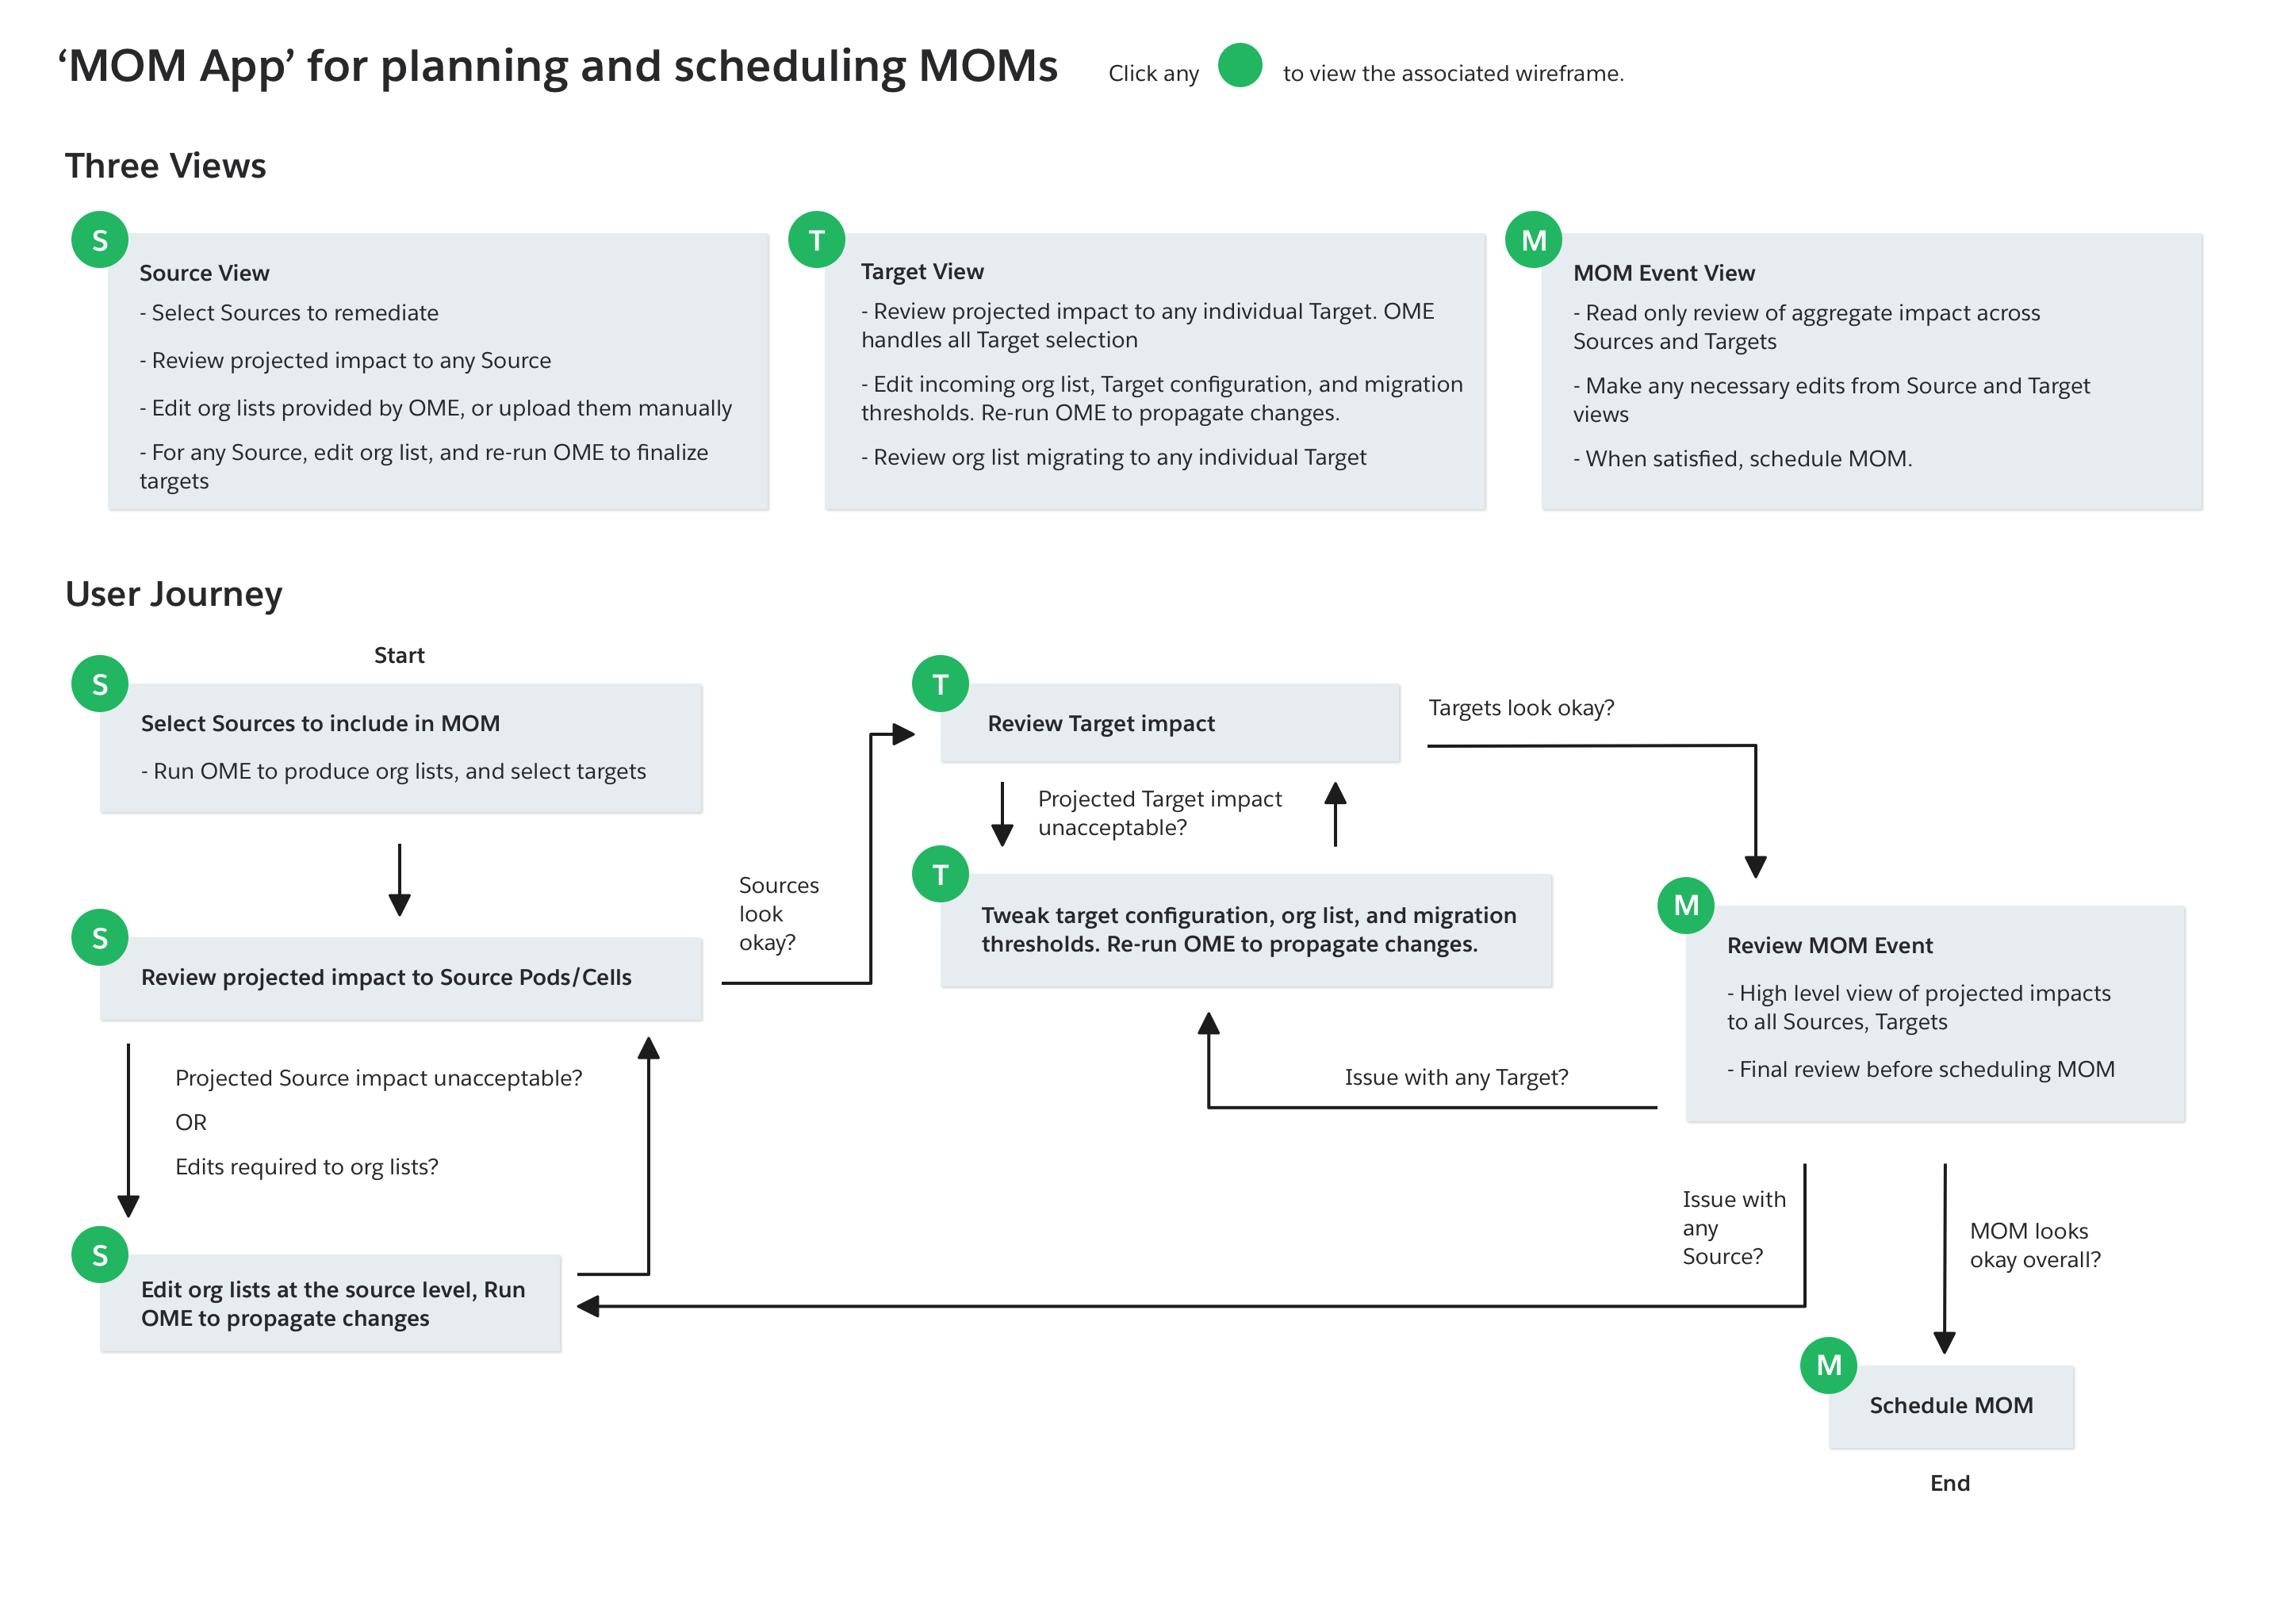 ‘MOM App’ for planning and scheduling MOMs
Click any
to view the associated wireframe.
Three Views
S
Source View
- Select Sources to remediate
- Review projected impact to any Source
- Edit org lists provided by OME, or upload them manually
- For any Source, edit org list, and re-run OME to finalize
targets
T
Target View
- Review projected impact to any individual Target. OME
handles all Target selection
- Edit incoming org list, Target configuration, and migration
thresholds. Re-run OME to propagate changes.
- Review org list migrating to any individual Target
M
MOM Event View
- Read only review of aggregate impact across
Sources and Targets
- Make any necessary edits from Source and Target
views
- When satisfied, schedule MOM.
User Journey
Start
S
Select Sources to include in MOM
- Run OME to produce org lists, and select targets
S
Review projected impact to Source Pods/Cells
Projected Source impact unacceptable?
OR
Edits required to org lists?
S
Edit org lists at the source level, Run
OME to propagate changes
Sources
look
okay?
T
Review Target impact
Projected Target impact
unacceptable?
T
Tweak target configuration, org list, and migration
thresholds. Re-run OME to propagate changes.
Targets look okay?
M
Review MOM Event
- High level view of projected impacts
to all Sources, Targets
- Final review before scheduling MOM
Issue with any Target?
Issue with
any
Source?
MOM looks
okay overall?
M
Schedule MOM
End